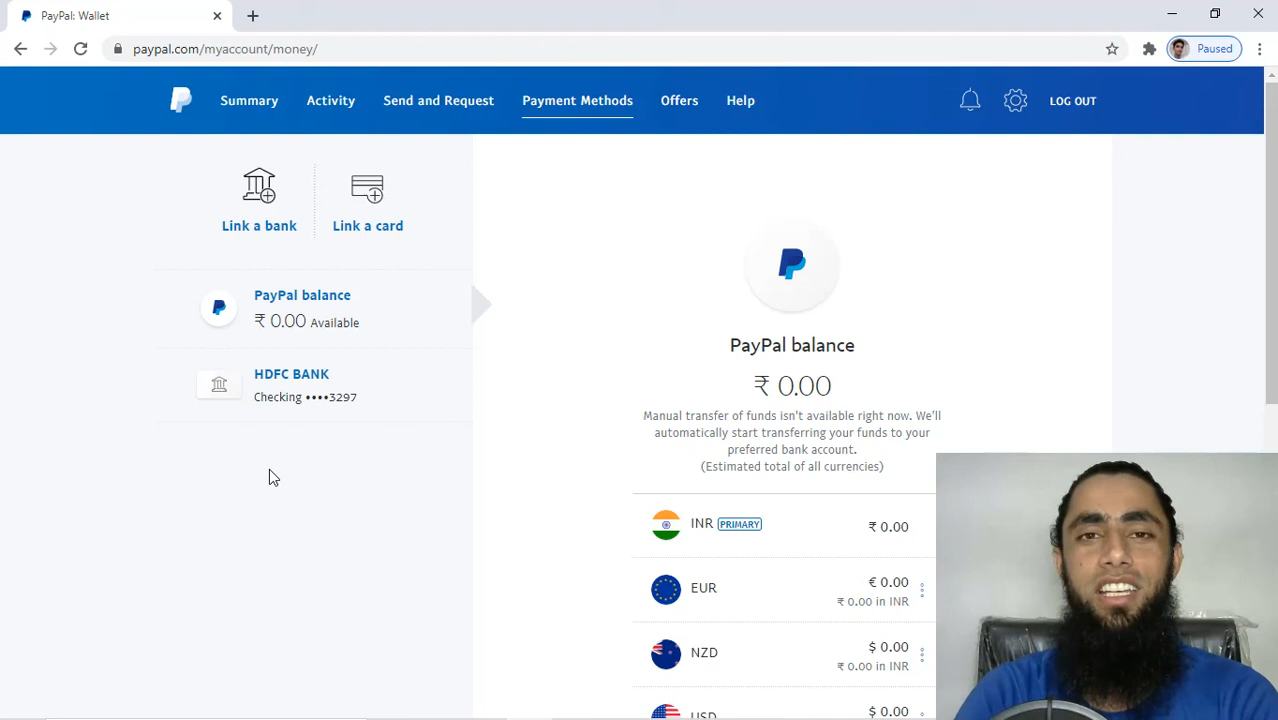 PayPal: Wallet
paypal.com/myaccount/money/
Paused
Summary
Activity
Send and Request
Payment Methods
Offers
Help
LOG OUT
Link a bank
Link a card
PayPal balance
₹ 0.00 Available
HDFC BANK
Checking ••••3297
PayPal balance
₹ 0.00
Manual transfer of funds isn't available right now. We'll
automatically start transferring your funds to your
preferred bank account.
(Estimated total of all currencies)
INR PRIMARY
₹ 0.00
EUR
€ 0.00
₹ 0.00 in INR
NZD
$ 0.00
₹ 0.00 in INR
USD
$ 0.00